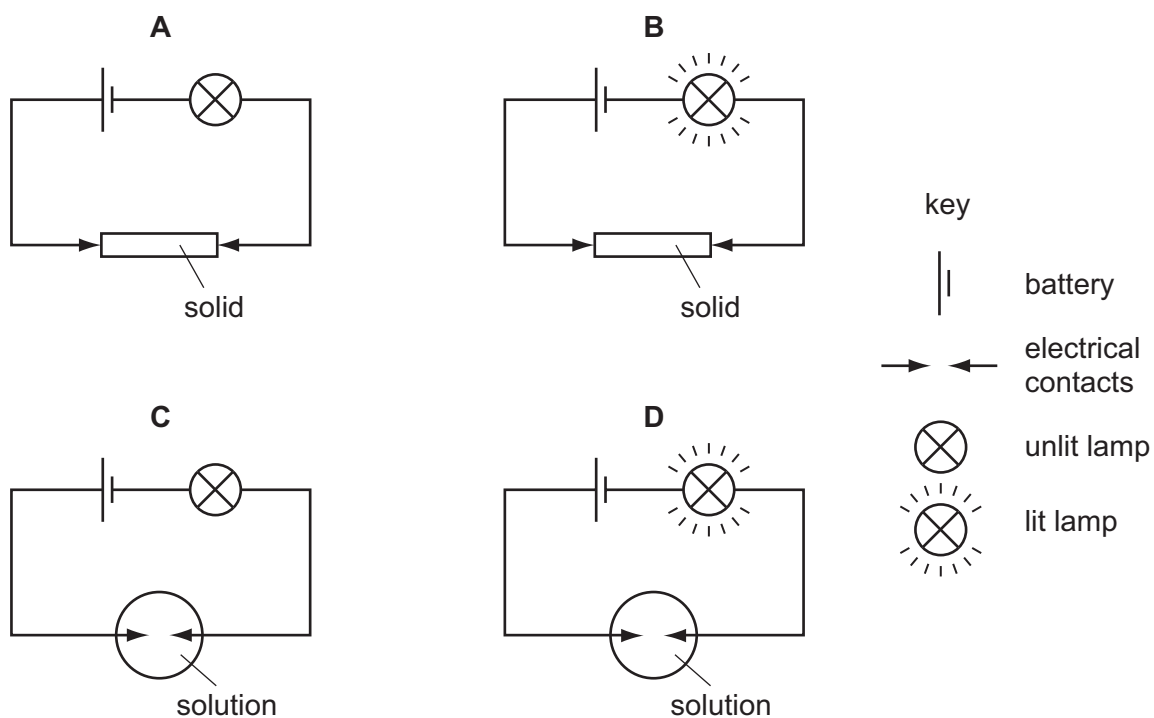 A
B
solid
solid
C
D
solution
solution
key
battery
electrical
contacts
unlit lamp
lit lamp